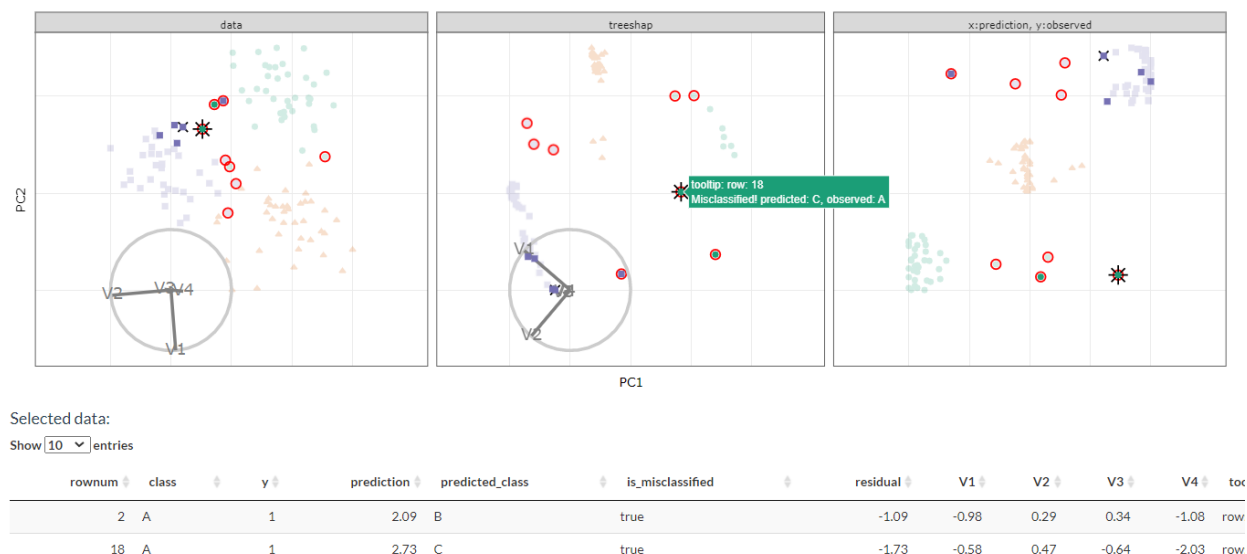 data treeshap x:prediction, y:observed
PC2
tooltip: row: 18
Misclassified! predicted: C, observed: A
V1
V2 V4
V1
V2
PC1
Selected data:
Show 10 entries
rownum class y prediction predicted_class is_misclassified residual V1 V2 V3 V4 too
2 A 1 2.09 B true -1.09 -0.98 0.29 0.34 -1.08 row
18 A 1 2.73 C true -1.73 -0.58 0.47 -0.64 -2.03 row